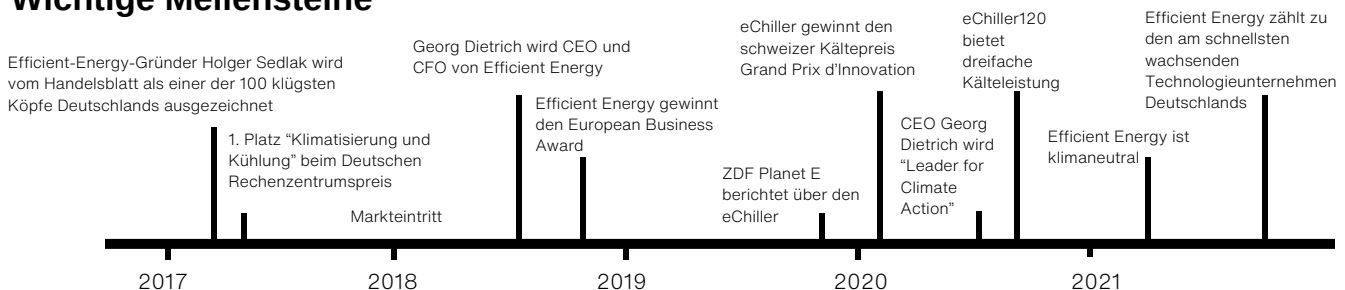 Wichtige Meilensteine
Efficient-Energy-Gründer Holger Sedlak wird
vom Handelsblatt als einer der 100 klügsten
Köpfe Deutschlands ausgezeichnet
1. Platz “Klimatisierung und
Kühlung” beim Deutschen
Rechenzentrumspreis
Markteintritt
Georg Dietrich wird CEO und
CFO von Efficient Energy
Efficient Energy gewinnt
den European Business
Award
ZDF Planet E
berichtet über den
eChiller
eChiller gewinnt den
schweizer Kältepreis
Grand Prix d’Innovation
CEO Georg
Dietrich wird
“Leader for
Climate
Action”
eChiller120
bietet
dreifache
Kälteleistung
Efficient Energy ist
klimaneutral
Efficient Energy zählt zu
den am schnellsten
wachsenden
Technologieunternehmen
Deutschlands
2017
2018
2019
2020
2021